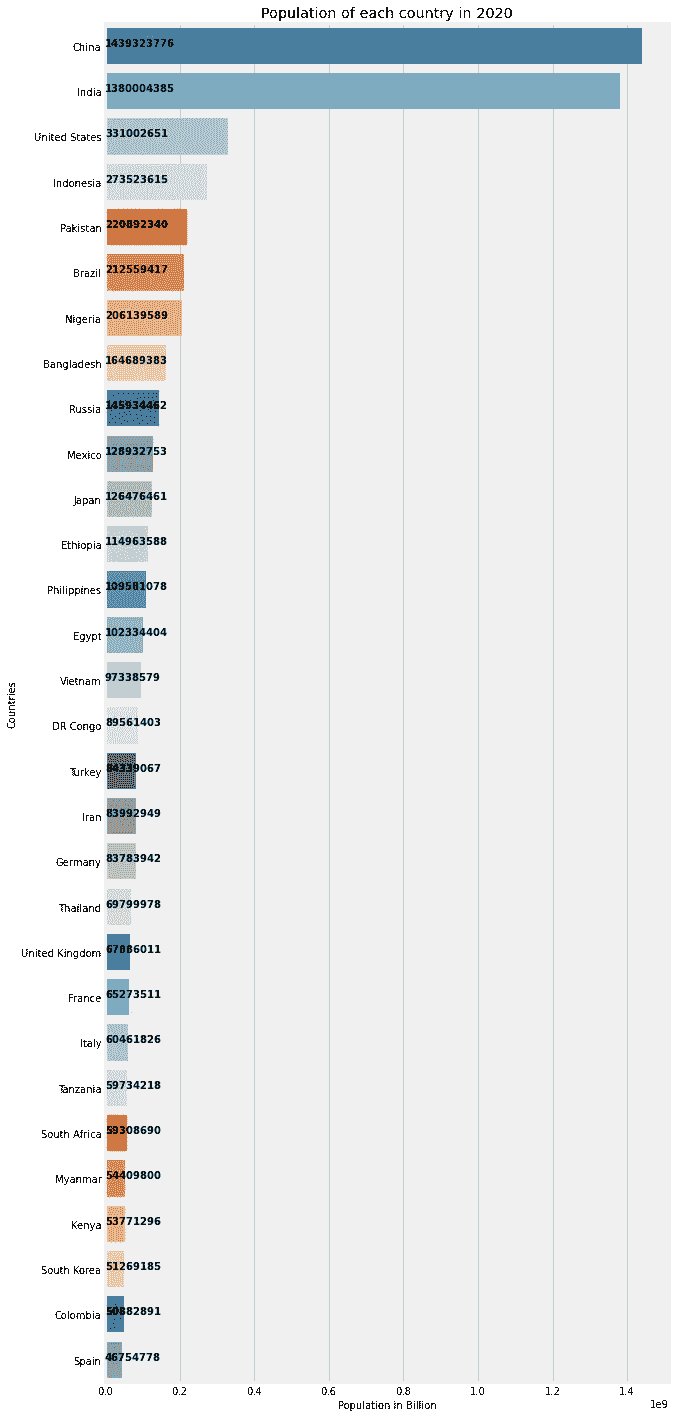 Population of each country in 2020
China 1439323776
India 1380004385
United States 331002651
Indonesia 273523615
Pakistan 220892340
Brazil 212559417
Nigeria 206139589
Bangladesh 164689383
Russia 145934462
Mexico 128932753
Japan 126476461
Ethiopia 114963588
Philippines 109581078
Egypt 102334404
Vietnam 97338579
DR Congo 89561403
Turkey 84339067
Iran 83992949
Germany 83783942
Thailand 69799978
United Kingdom 67886011
France 65273511
Italy 60461826
Tanzania 59734218
South Africa 59308690
Myanmar 54409800
Kenya 53771296
South Korea 51269185
Colombia 50882891
Spain 46754778
Countries
0.0 0.2 0.4 0.6 0.8 1.0 1.2 1.4
1e9
Population in Billion